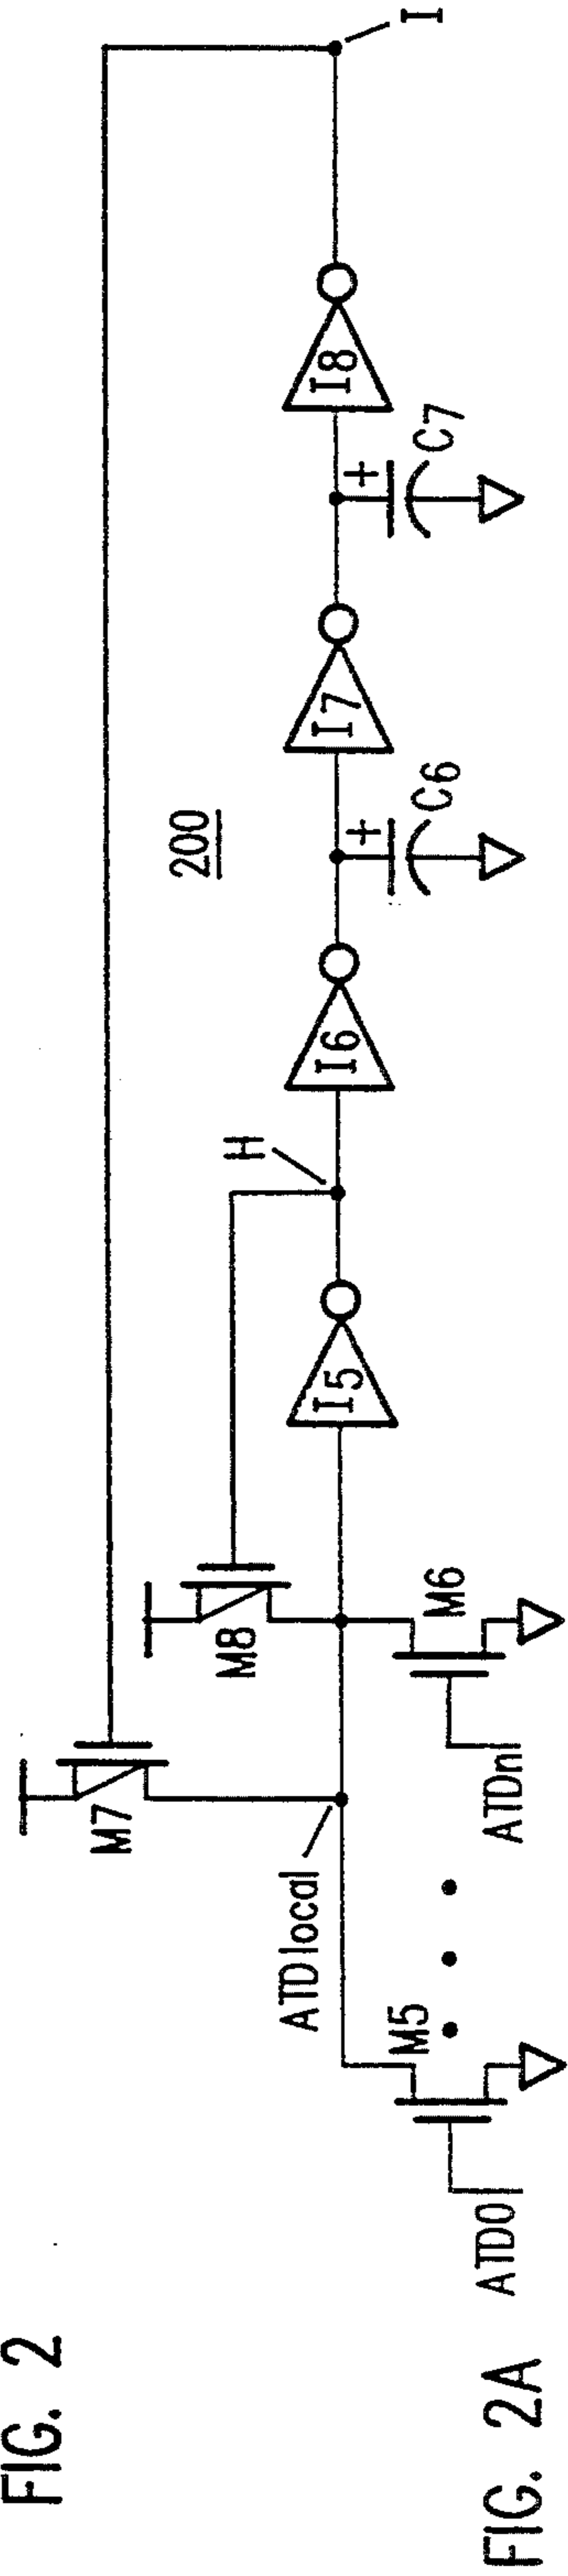 FIG. 2
FIG. 2A
ATD0
M5
ATDlocal
M7
ATDn
M6
M8
I5
H
I6
200
C6
I7
C7
I8
I